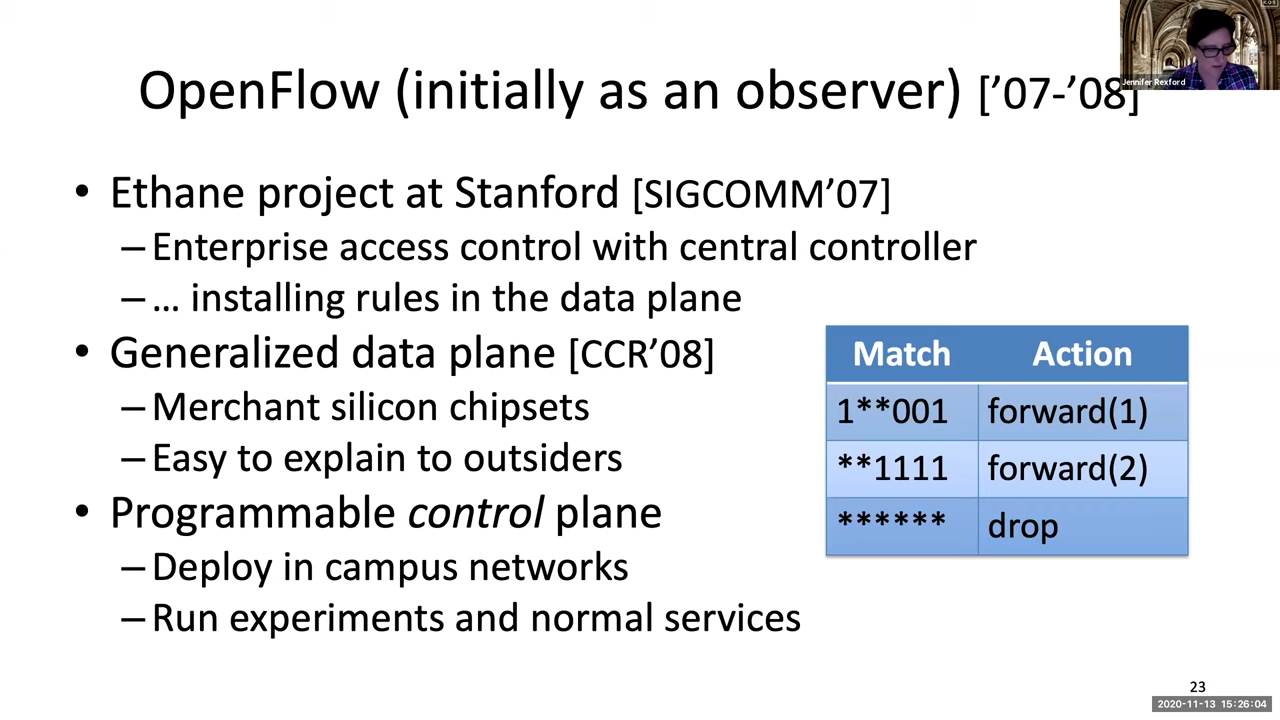 OpenFlow (initially as an observer) ['07-'08]
Jennifer Rexford
• Ethane project at Stanford [SIGCOMM'07]
–Enterprise access control with central controller
–... installing rules in the data plane
• Generalized data plane [CCR'08]
–Merchant silicon chipsets
–Easy to explain to outsiders
• Programmable control plane
–Deploy in campus networks
–Run experiments and normal services
Match Action
1**001 forward(1)
**1111 forward(2)
****** drop
23
2020-11-13 15:26:04